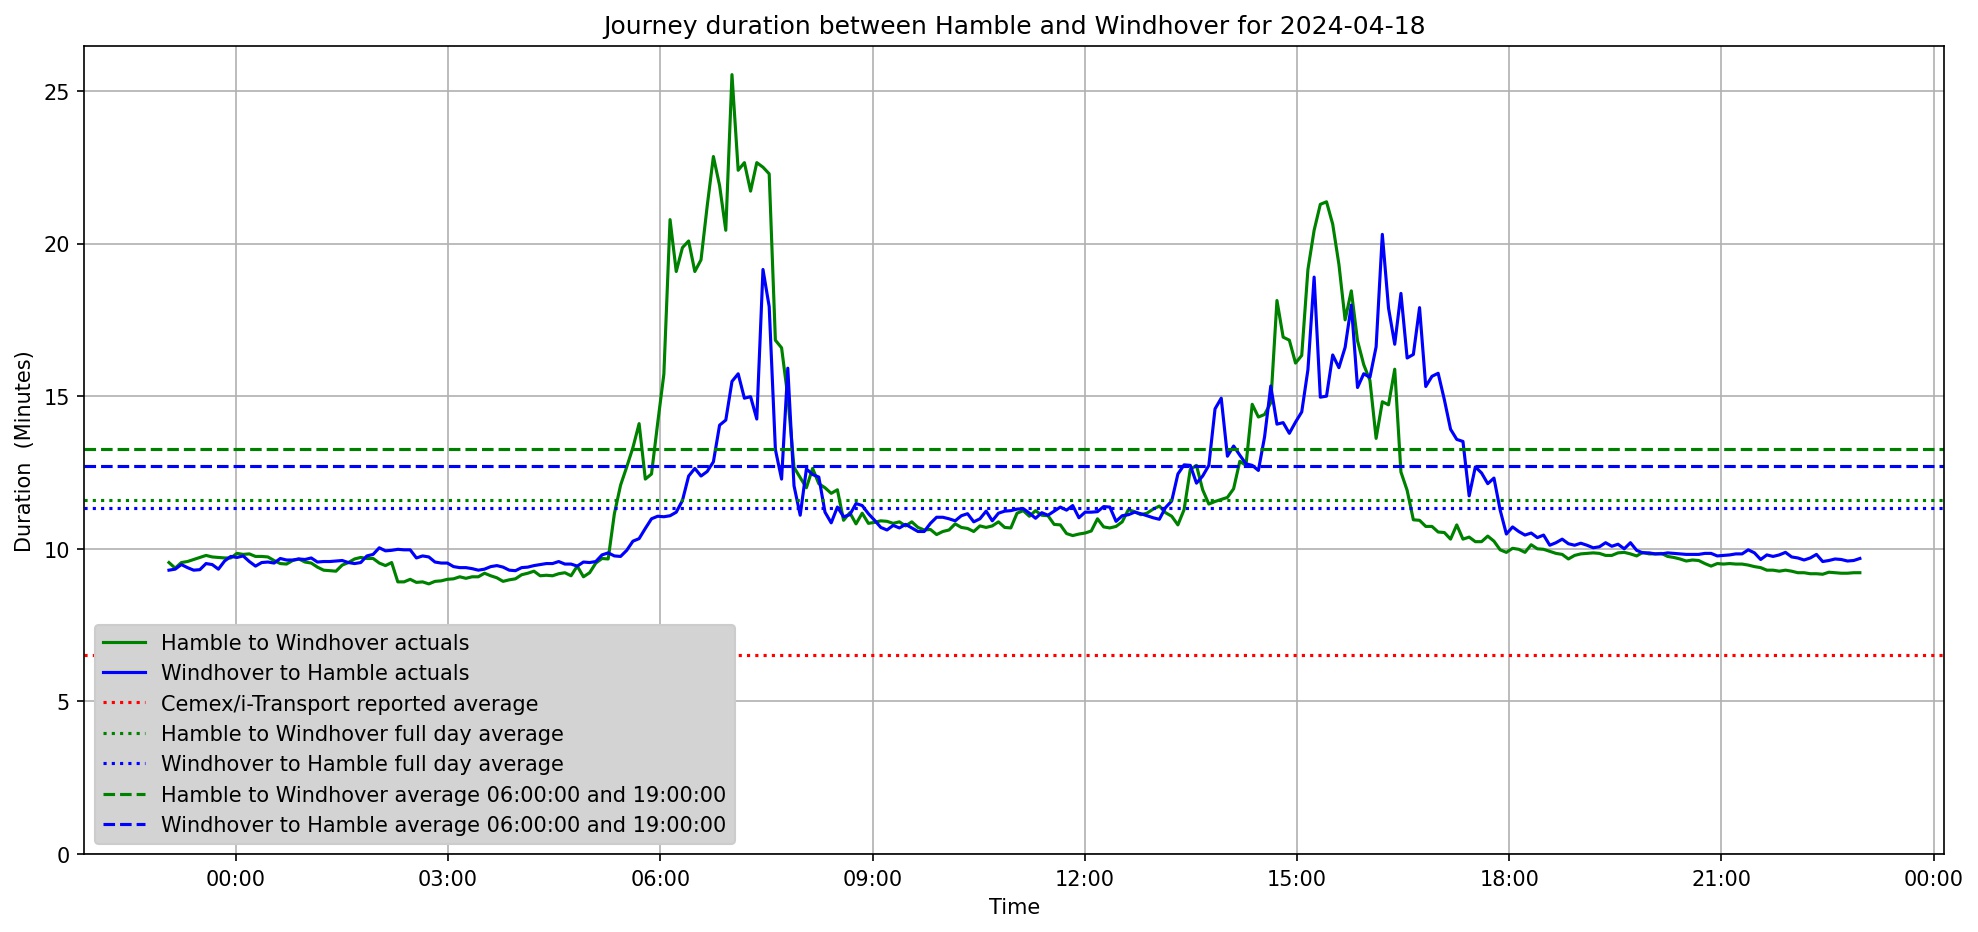 Journey duration between Hamble and Windhover for 2024-04-18
25
20
15
10
5
0
Duration  (Minutes)
Hamble to Windhover actuals
Windhover to Hamble actuals
Cemex/i-Transport reported average
Hamble to Windhover full day average
Windhover to Hamble full day average
Hamble to Windhover average 06:00:00 and 19:00:00
Windhover to Hamble average 06:00:00 and 19:00:00
00:00 03:00 06:00 09:00 12:00 15:00 18:00 21:00 00:00
Time